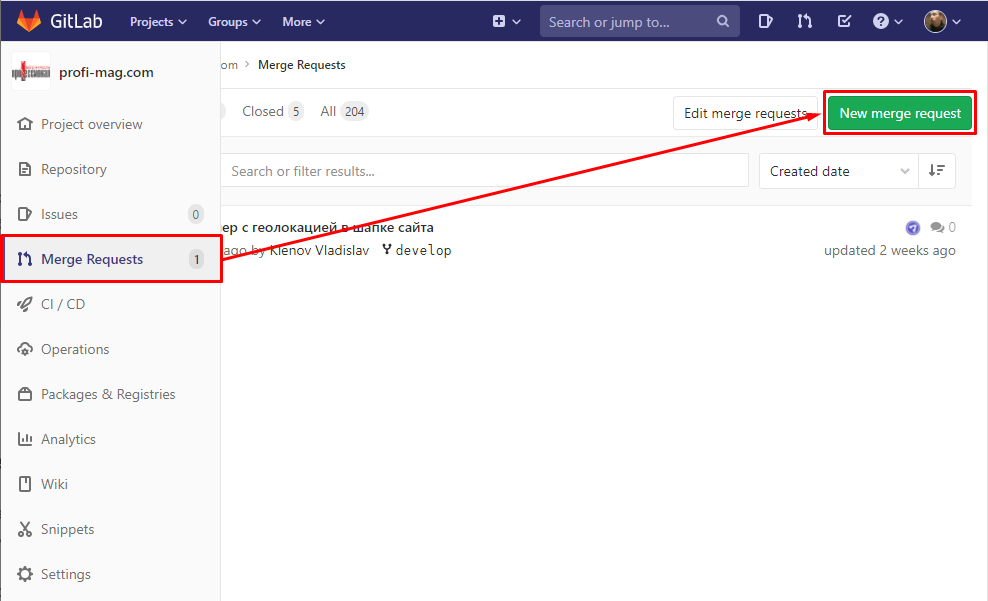 GitLab Projects Groups More Search or jump to...
profi-mag.com
om > Merge Requests
Closed 5 All 204 Edit merge requests New merge request
Search or filter results... Created date
Project overview
Repository
Issues 0
Merge Requests 1
CI / CD
Operations
Packages & Registries
Analytics
Wiki
Snippets
Settings
ер с геолокацией в шапке сайта 0
ago by Klenov Vladislav develop updated 2 weeks ago